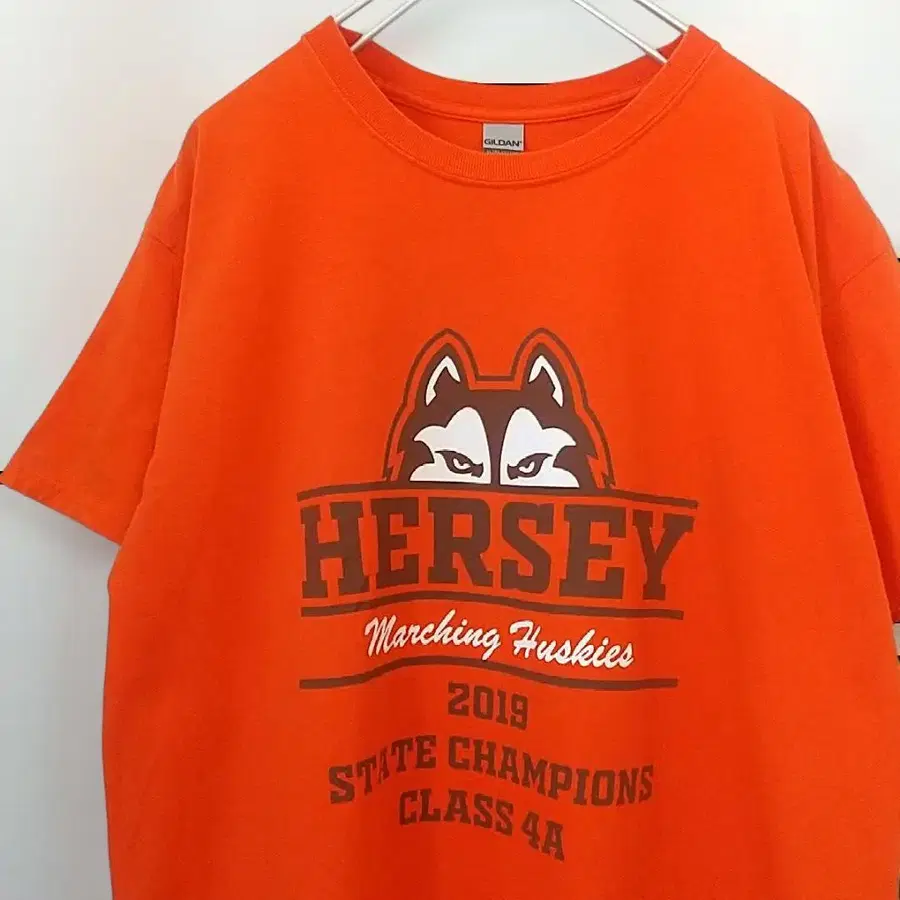 GILDAN
HERSEY
Marching Huskies
2019
STATE CHAMPIONS
CLASS 4A